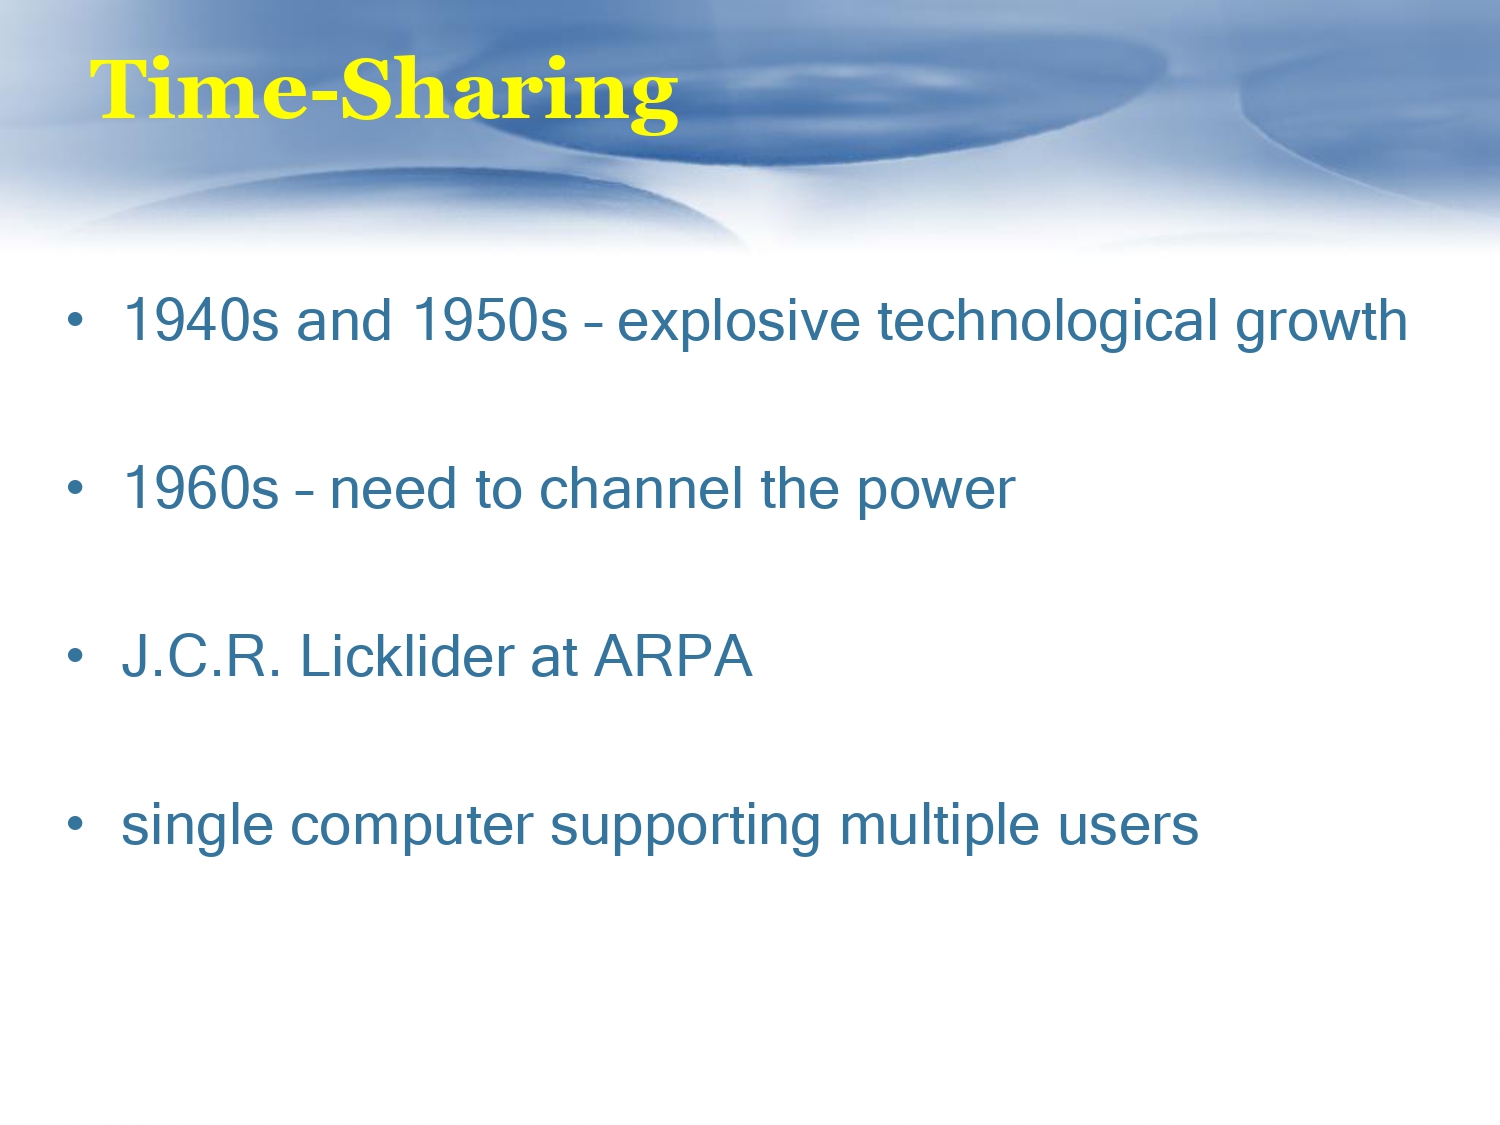 Time-Sharing
• 1940s and 1950s – explosive technological growth
• 1960s – need to channel the power
• J.C.R. Licklider at ARPA
• single computer supporting multiple users